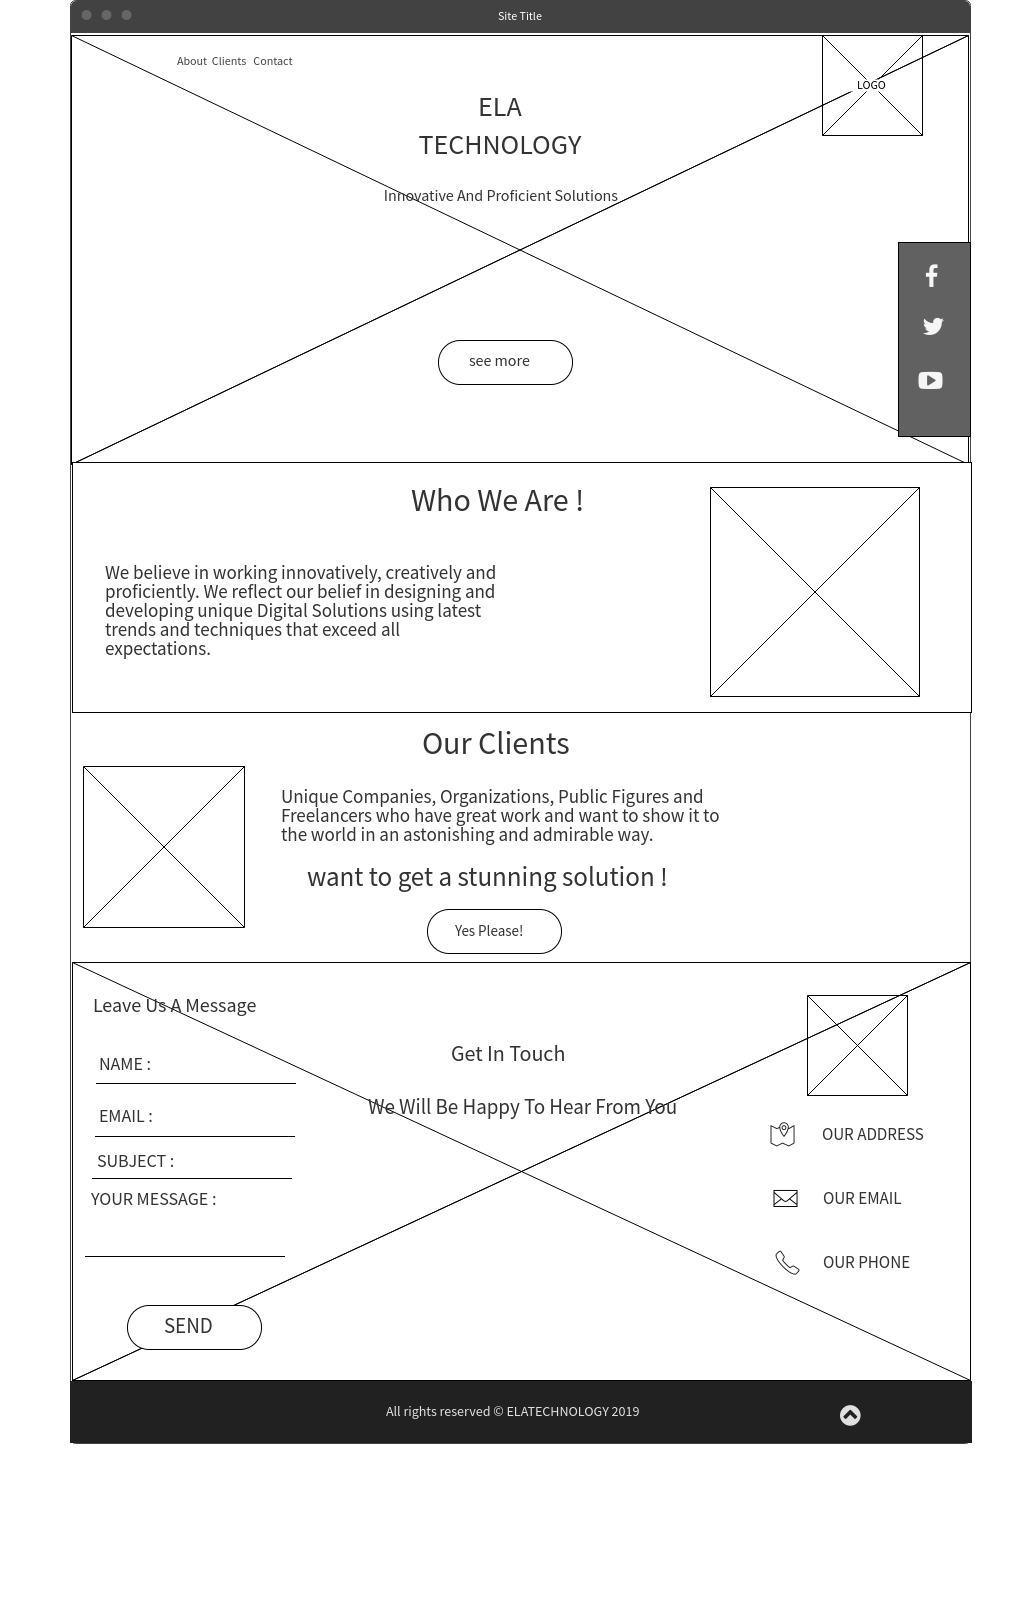 Site Title
About Clients Contact
LOGO
ELA
TECHNOLOGY
Innovative And Proficient Solutions
see more
Who We Are !
We believe in working innovatively, creatively and
proficiently. We reflect our belief in designing and
developing unique Digital Solutions using latest
trends and techniques that exceed all
expectations.
Our Clients
Unique Companies, Organizations, Public Figures and
Freelancers who have great work and want to show it to
the world in an astonishing and admirable way.
want to get a stunning solution !
Yes Please!
Leave Us A Message
NAME :
EMAIL :
SUBJECT :
YOUR MESSAGE :
SEND
Get In Touch
We Will Be Happy To Hear From You
OUR ADDRESS
OUR EMAIL
OUR PHONE
All rights reserved © ELATECHNOLOGY 2019